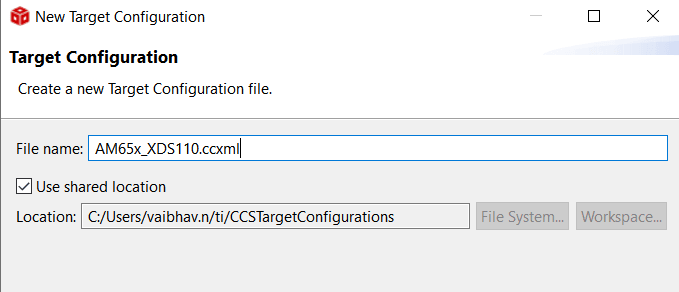 New Target Configuration
Target Configuration
Create a new Target Configuration file.
File name: AM65x_XDS110.ccxml
Use shared location
Location: C:/Users/vaibhav.n/ti/CCSTargetConfigurations File System... Workspace...